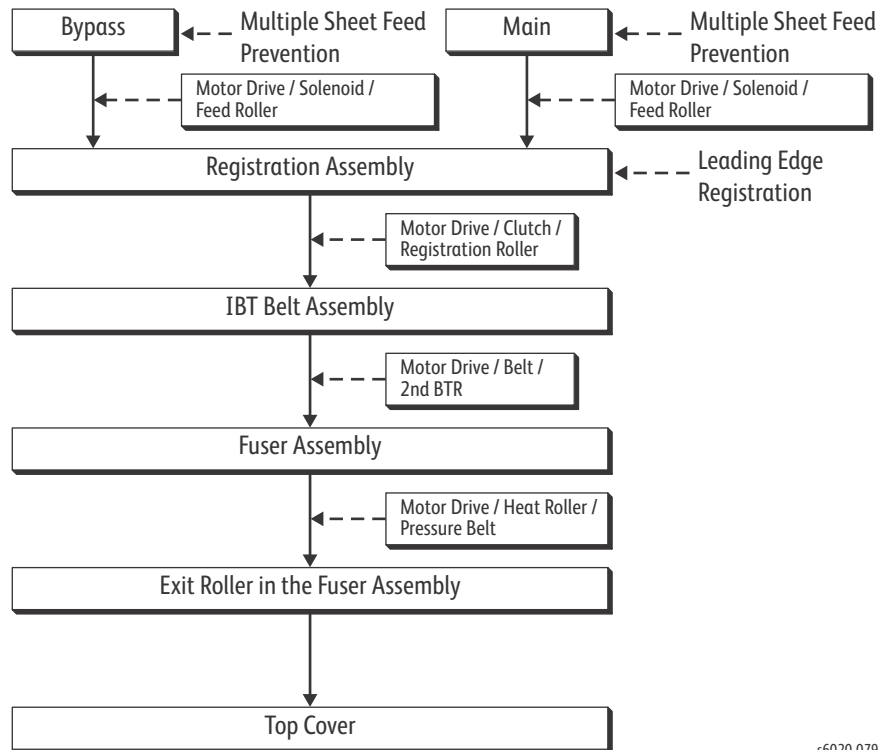 Bypass
Multiple Sheet Feed
Prevention
Main
Multiple Sheet Feed
Prevention
Motor Drive / Solenoid /
Feed Roller
Motor Drive / Solenoid /
Feed Roller
Registration Assembly
Leading Edge
Registration
Motor Drive / Clutch /
Registration Roller
IBT Belt Assembly
Motor Drive / Belt /
2nd BTR
Fuser Assembly
Motor Drive / Heat Roller /
Pressure Belt
Exit Roller in the Fuser Assembly
Top Cover
s6020.079